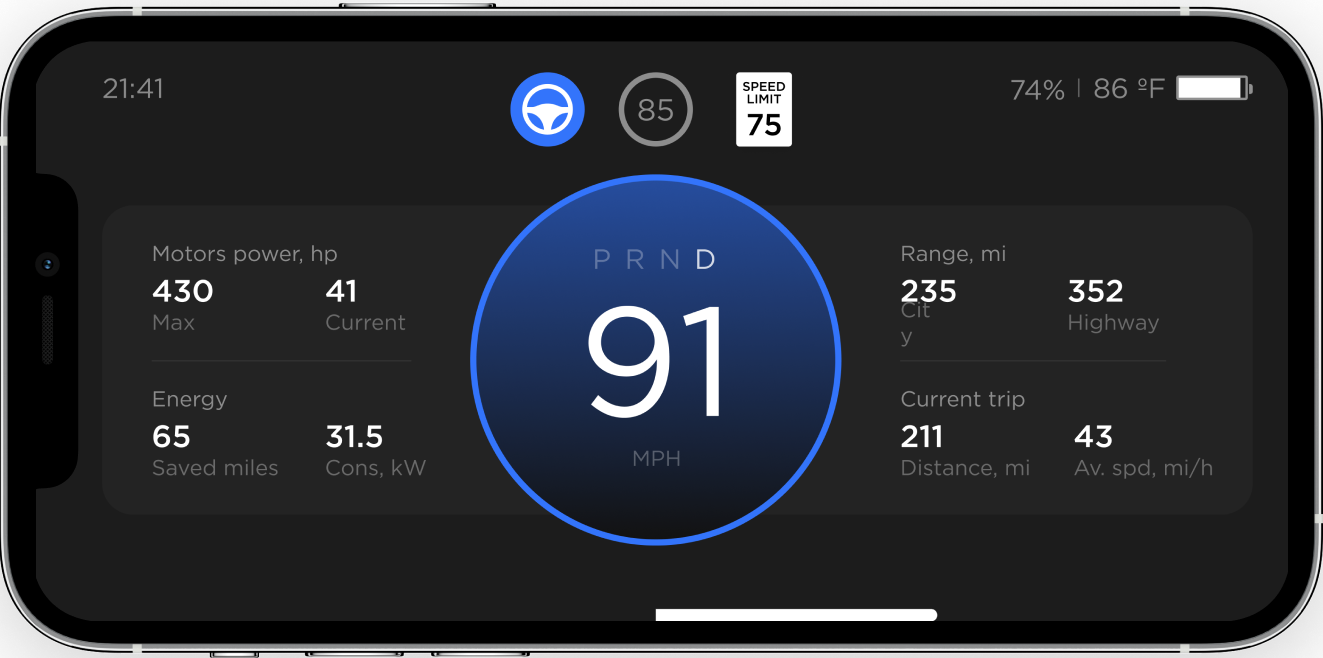 21:41
85
SPEED
LIMIT
75
74% | 86 ºF
P R N D
91
MPH
Motors power, hp
430 41
Max Current
Energy
65 31.5
Saved miles Cons, kW
Range, mi
235 352
Cit
y
Highway
Current trip
211 43
Distance, mi Av. spd, mi/h